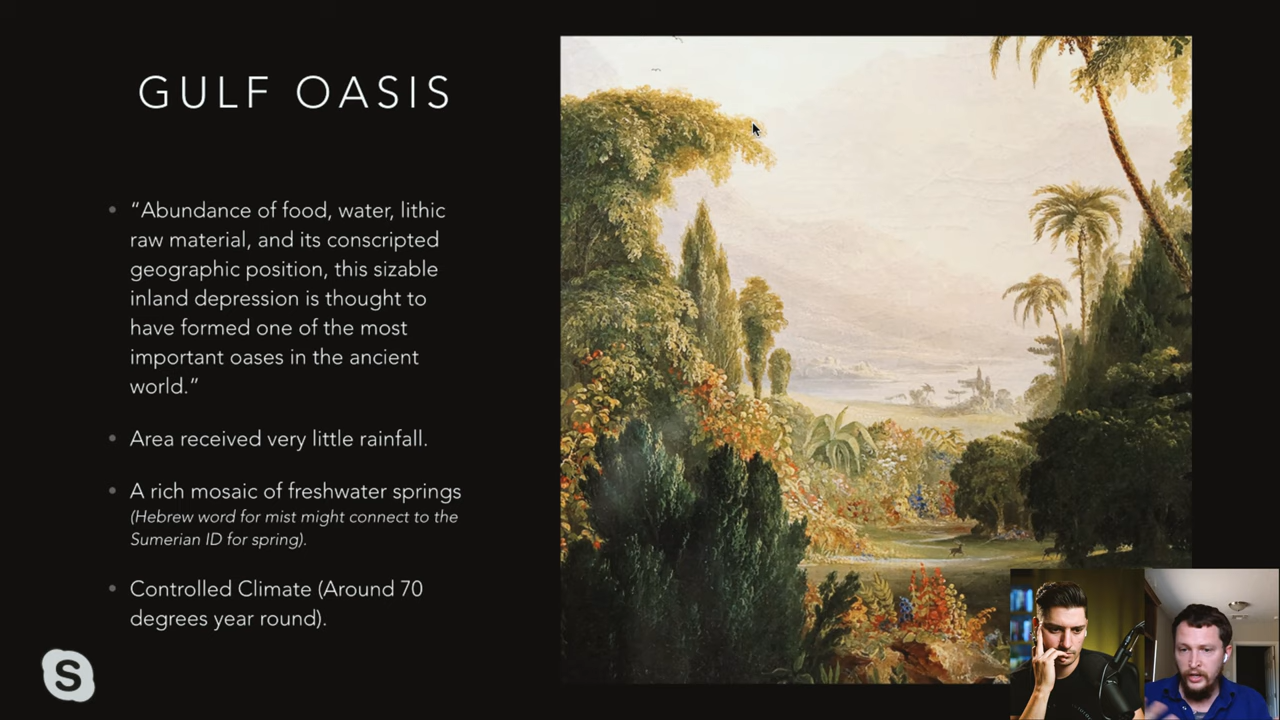 GULF OASIS
“Abundance of food, water, lithic
raw material, and its conscripted
geographic position, this sizable
inland depression is thought to
have formed one of the most
important oases in the ancient
world.”
Area received very little rainfall.
A rich mosaic of freshwater springs
(Hebrew word for mist might connect to the
Sumerian ID for spring).
Controlled Climate (Around 70
degrees year round).
S